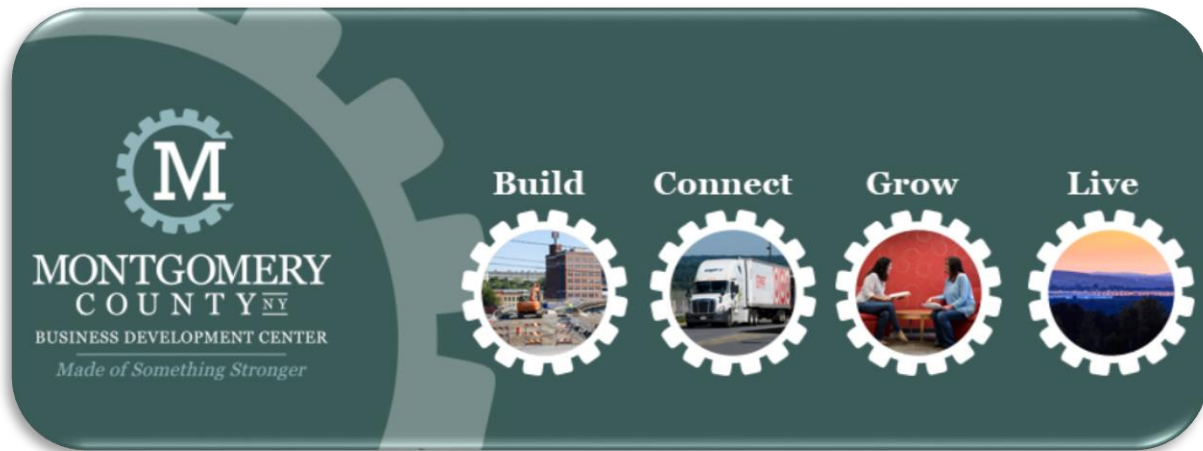 M
MONTGOMERY
COUNTY NY
BUSINESS DEVELOPMENT CENTER
Made of Something Stronger
Build Connect Grow Live